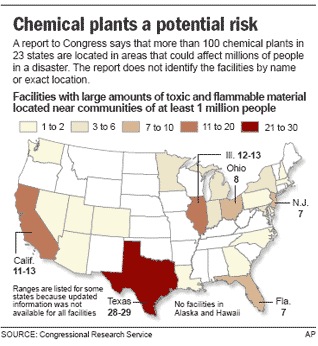 Chemical plants a potential risk
A report to Congress says that more than 100 chemical plants in
23 states are located in areas that could affect millions of people
in a disaster. The report does not identify the facilities by name
or exact location.
Facilities with large amounts of toxic and flammable material
located near communities of at least 1 million people
1 to 2 3 to 6 7 to 10 11 to 20 21 to 30
Ill. 12-13
Ohio
8
N.J.
7
Calif.
11-13
Ranges are listed for some
states because updated
information was not
available for all facilities
Texas
28-29
No facilities in
Alaska and Hawaii
Fla.
7
SOURCE: Congressional Research Service AP